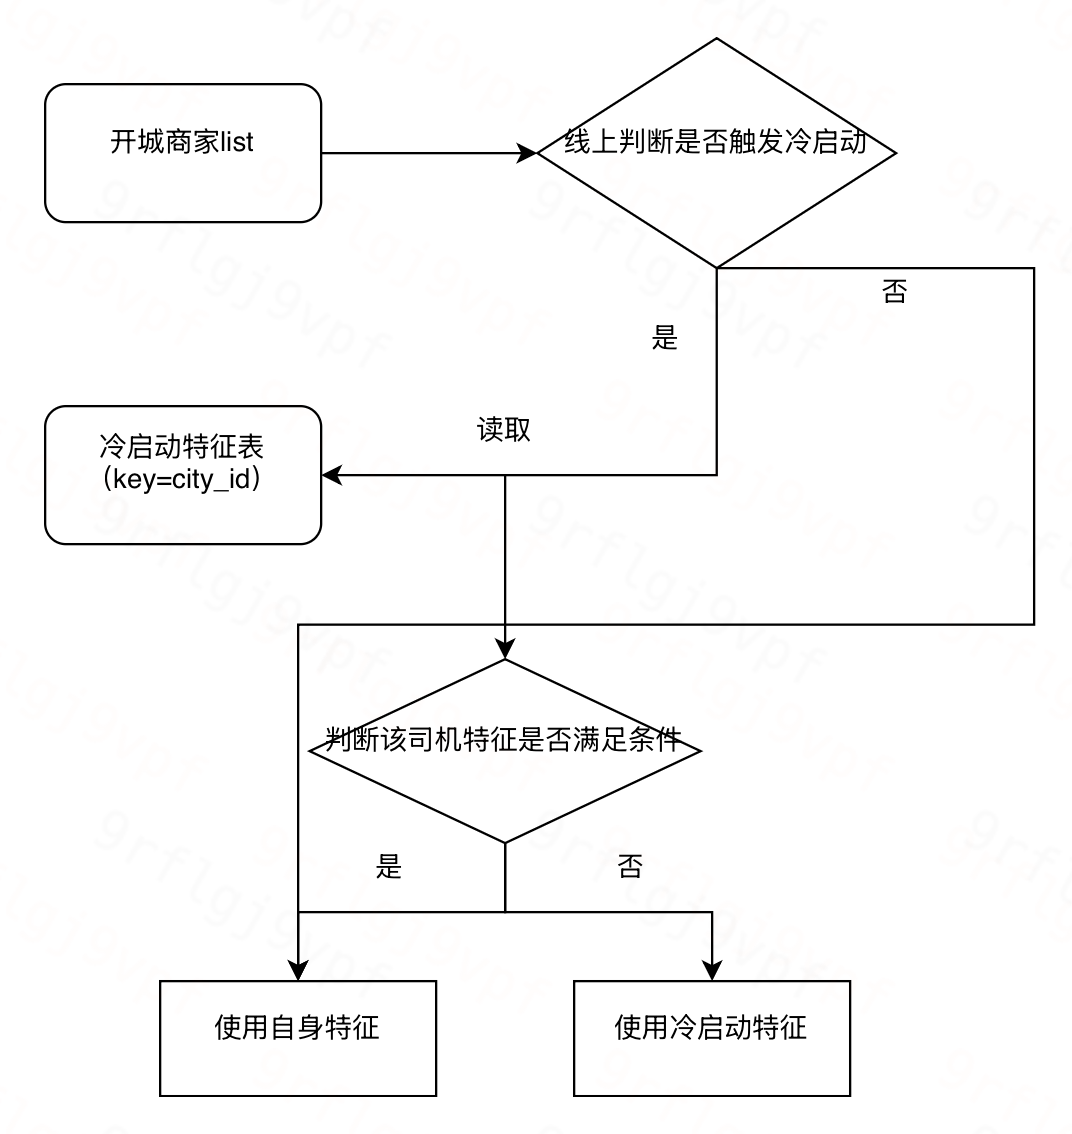 开城商家list
线上判断是否触发冷启动
否
是
读取
冷启动特征表
（key=city_id）
判断该司机特征是否满足条件
是
否
使用自身特征
使用冷启动特征
9rflgj9vpf